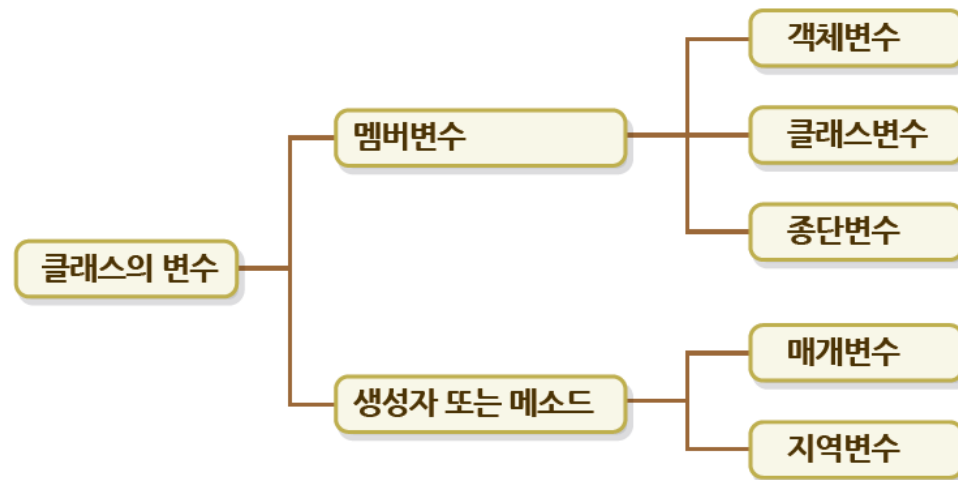 객체변수
멤버변수
클래스변수
종단변수
클래스의 변수
매개변수
생성자 또는 메소드
지역변수